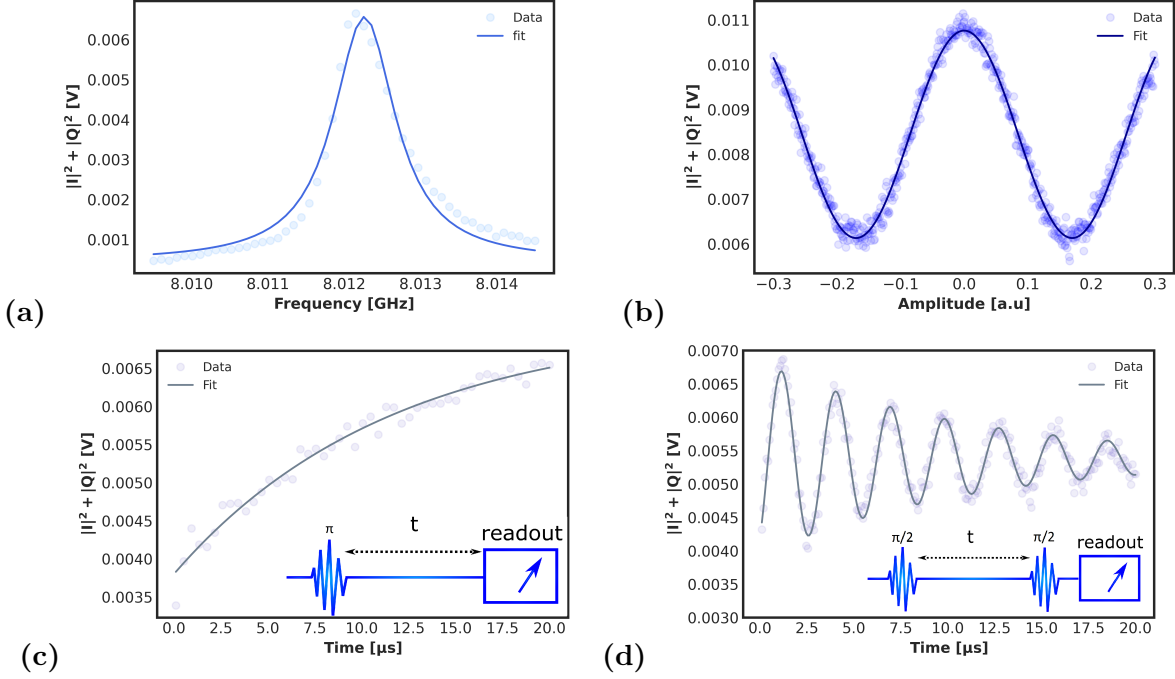 |I|² + |Q|² [V]
0.006
0.005
0.004
0.003
0.002
0.001
Data
fit
8.010 8.011 8.012 8.013 8.014
Frequency [GHz]
(a)
|I|² + |Q|² [V]
0.011
0.010
0.009
0.008
0.007
0.006
Data
Fit
−0.3 −0.2 −0.1 0.0 0.1 0.2 0.3
Amplitude [a.u]
(b)
|I|² + |Q|² [V]
0.0065
0.0060
0.0055
0.0050
0.0045
0.0040
0.0035
Data
Fit
π
t
readout
0.0 2.5 5.0 7.5 10.0 12.5 15.0 17.5 20.0
Time [μs]
(c)
|I|² + |Q|² [V]
0.0070
0.0065
0.0060
0.0055
0.0050
0.0045
0.0040
0.0035
0.0030
Data
Fit
π/2
t
π/2
readout
0.0 2.5 5.0 7.5 10.0 12.5 15.0 17.5 20.0
Time [μs]
(d)